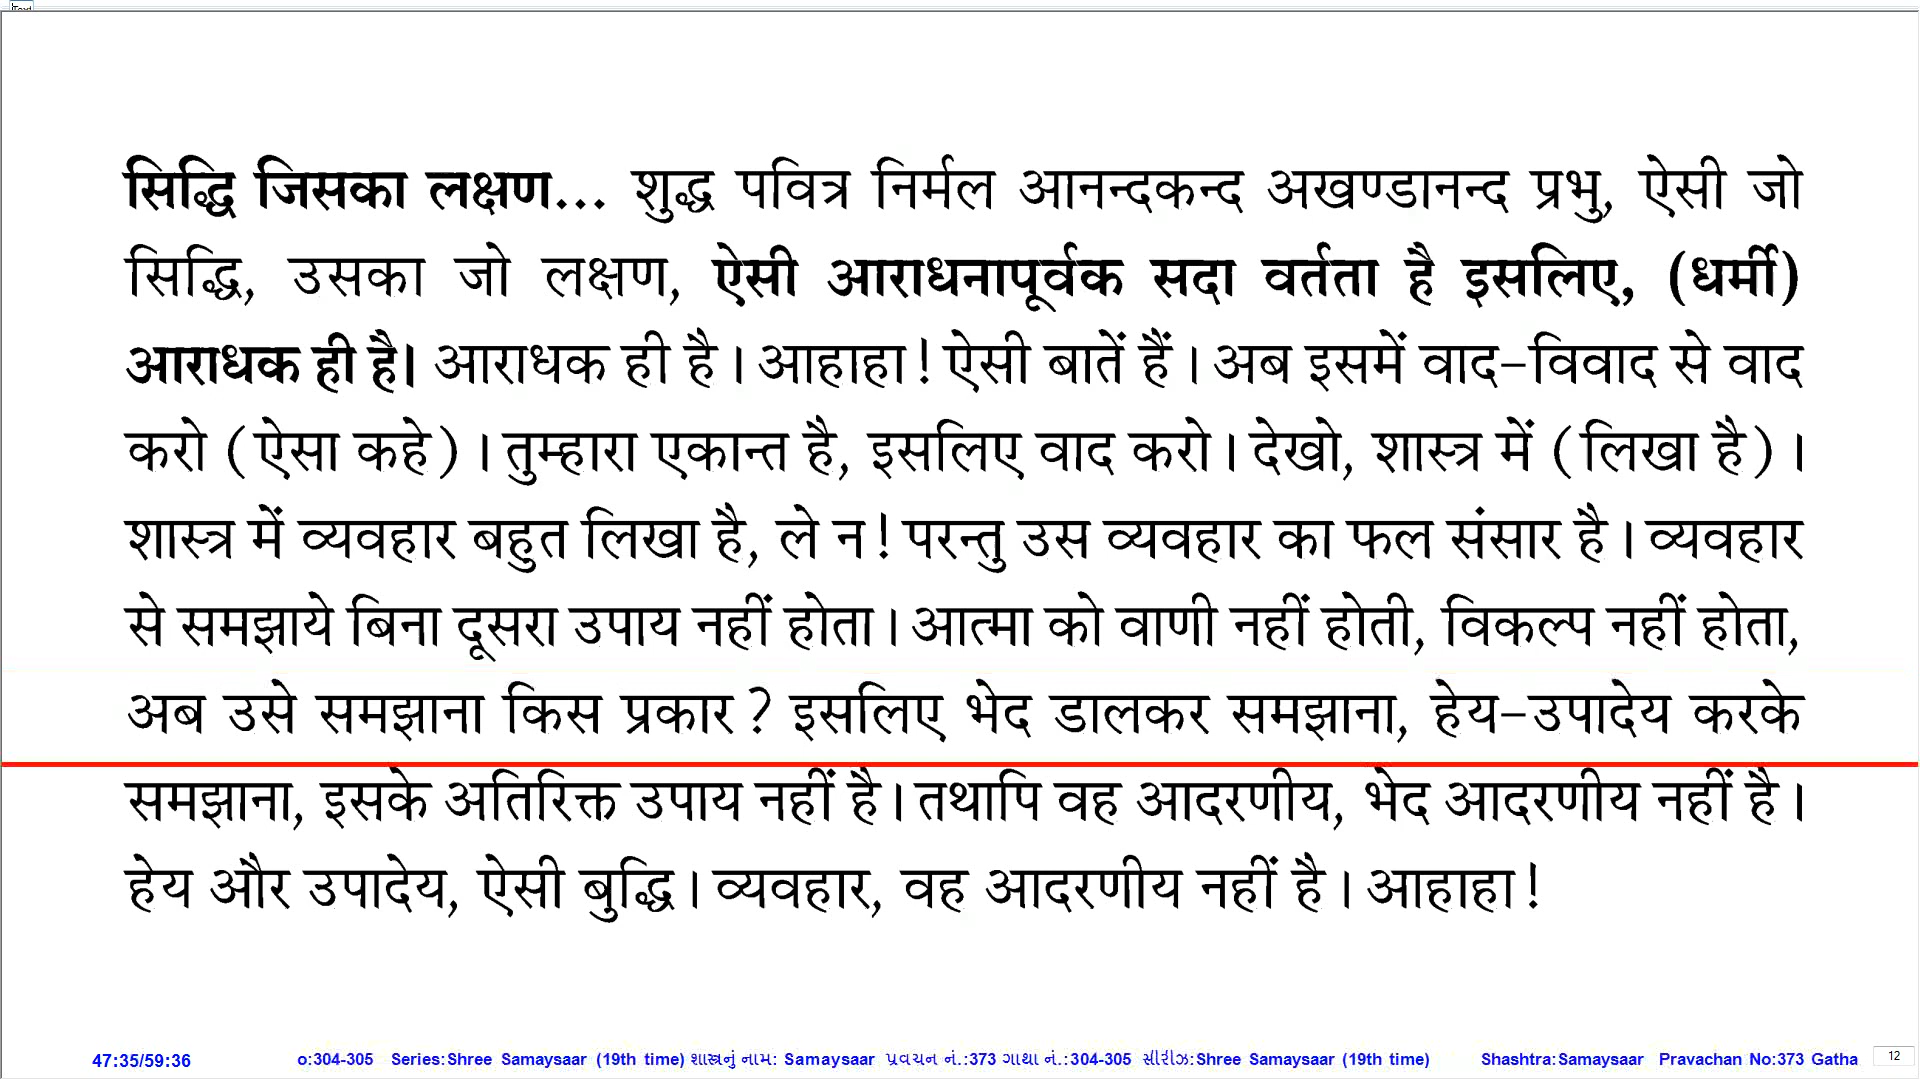 सिद्धि जिसका लक्षण... शुद्ध पवित्र निर्मल आनन्दकन्द अखण्डानन्द प्रभु, ऐसी जो
सिद्धि, उसका जो लक्षण, ऐसी आराधनापूर्वक सदा वर्तता है इसलिए, (धर्मी)
आराधक ही है। आराधक ही है। आहाहा! ऐसी बातें हैं। अब इसमें वाद-विवाद से वाद
करो (ऐसा कहे)। तुम्हारा एकान्त है, इसलिए वाद करो। देखो, शास्त्र में (लिखा है)।
शास्त्र में व्यवहार बहुत लिखा है, ले न! परन्तु उस व्यवहार का फल संसार है। व्यवहार
से समझाये बिना दूसरा उपाय नहीं होता। आत्मा को वाणी नहीं होती, विकल्प नहीं होता,
अब उसे समझाना किस प्रकार? इसलिए भेद डालकर समझाना, हेय-उपादेय करके
समझाना, इसके अतिरिक्त उपाय नहीं है। तथापि वह आदरणीय, भेद आदरणीय नहीं है।
हेय और उपादेय, ऐसी बुद्धि। व्यवहार, वह आदरणीय नहीं है। आहाहा!
47:35/59:36 o:304-305 Series:Shree Samaysaar (19th time) શાસ્ત્રનું નામ: Samaysaar પ્રવચન નં.:373 ગાથા નં.:304-305 સીરીઝ:Shree Samaysaar (19th time) Shashtra:Samaysaar Pravachan No:373 Gatha 12